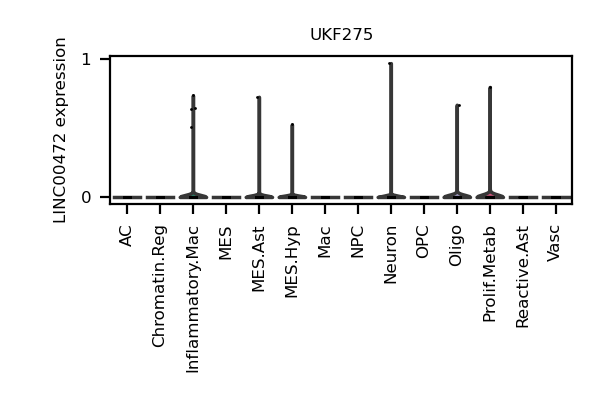 UKF275
LINC00472 expression
1
0
AC
Chromatin.Reg
Inflammatory.Mac
MES
MES.Ast
MES.Hyp
Mac
NPC
Neuron
OPC
Oligo
Prolif.Metab
Reactive.Ast
Vasc